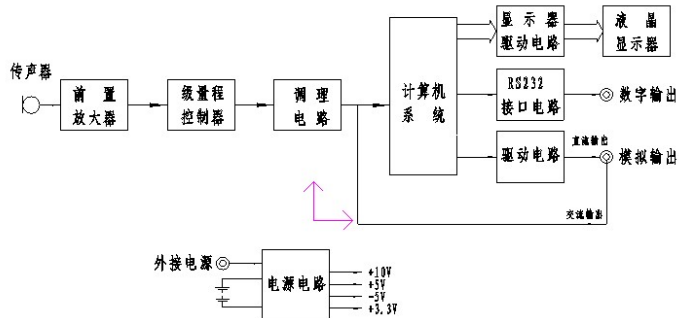 传声器
前置
放大器
级量程
控制器
调理
电路
计算机
系统
显示器
驱动电路
液晶
显示器
RS232
接口电路
数字输出
驱动电路
直流输出
模拟输出
交流输出
外接电源
电源电路
+10V
+5V
-5V
+3.3V